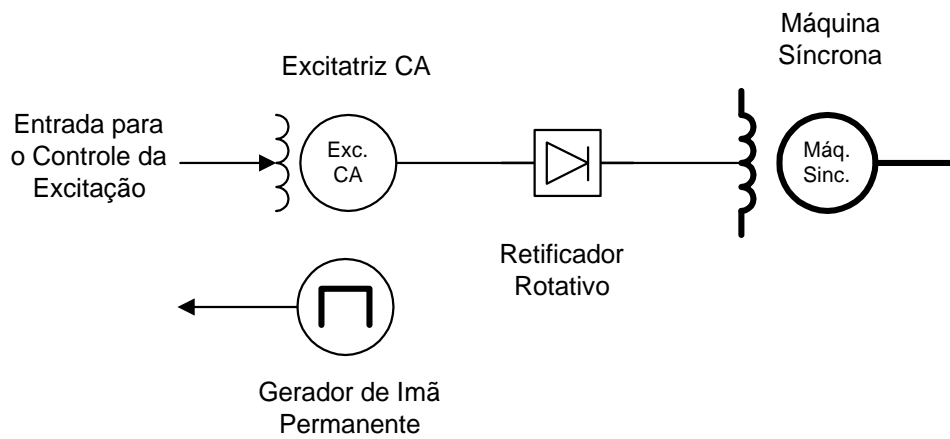 Máquina
Síncrona
Excitatriz CA
Entrada para
o Controle da
Excitação
Exc.
CA
Máq.
Sinc.
Retificador
Rotativo
Gerador de Imã
Permanente